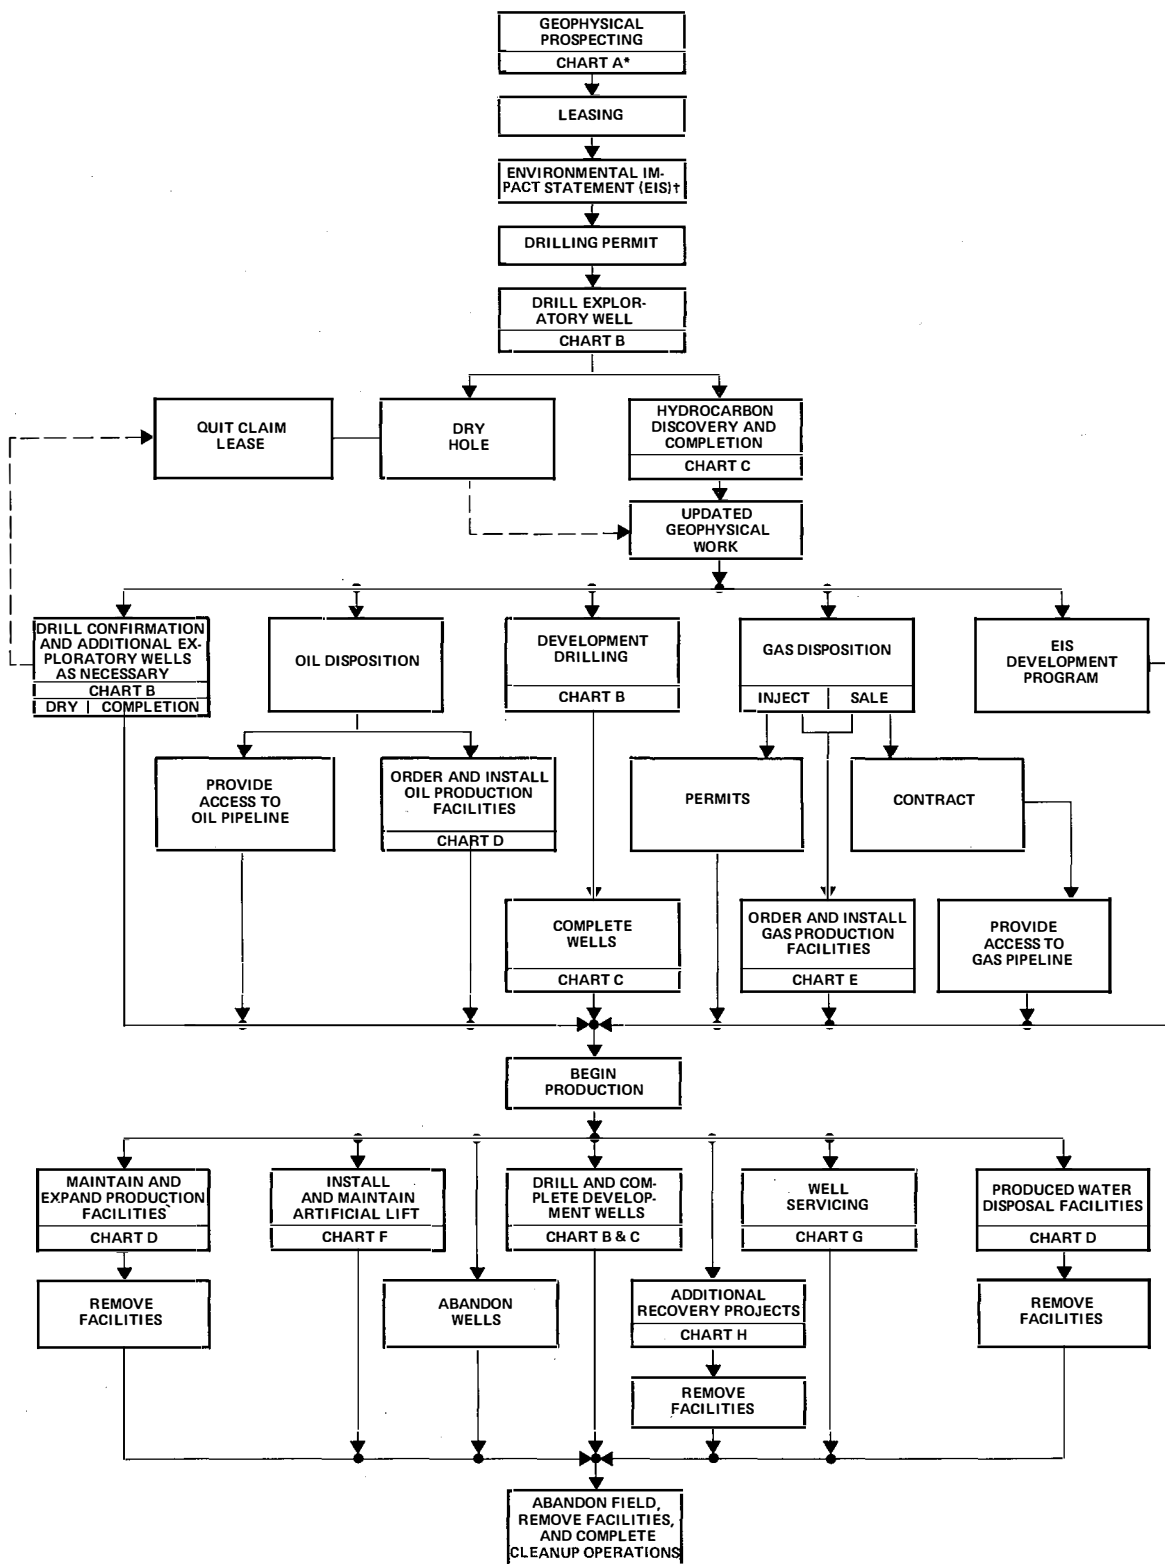 GEOPHYSICAL
PROSPECTING
CHART A*
LEASING
ENVIRONMENTAL IM-
PACT STATEMENT (EIS)†
DRILLING PERMIT
DRILL EXPLOR-
ATORY WELL
CHART B
QUIT CLAIM
LEASE
DRY
HOLE
HYDROCARBON
DISCOVERY AND
COMPLETION
CHART C
UPDATED
GEOPHYSICAL
WORK
DRILL CONFIRMATION
AND ADDITIONAL EX-
PLORATORY WELLS
AS NECESSARY
CHART B
DRY | COMPLETION
OIL DISPOSITION
DEVELOPMENT
DRILLING
CHART B
GAS DISPOSITION
INJECT | SALE
EIS
DEVELOPMENT
PROGRAM
PROVIDE
ACCESS TO
OIL PIPELINE
ORDER AND INSTALL
OIL PRODUCTION
FACILITIES
CHART D
PERMITS
CONTRACT
COMPLETE
WELLS
CHART C
ORDER AND INSTALL
GAS PRODUCTION
FACILITIES
CHART E
PROVIDE
ACCESS TO
GAS PIPELINE
BEGIN
PRODUCTION
MAINTAIN AND
EXPAND PRODUCTION
FACILITIES
CHART D
INSTALL
AND MAINTAIN
ARTIFICIAL LIFT
CHART F
DRILL AND COM-
PLETE DEVELOP-
MENT WELLS
CHART B & C
WELL
SERVICING
CHART G
PRODUCED WATER
DISPOSAL FACILITIES
CHART D
REMOVE
FACILITIES
ABANDON
WELLS
ADDITIONAL
RECOVERY PROJECTS
CHART H
REMOVE
FACILITIES
REMOVE
FACILITIES
ABANDON FIELD,
REMOVE FACILITIES,
AND COMPLETE
CLEANUP OPERATIONS